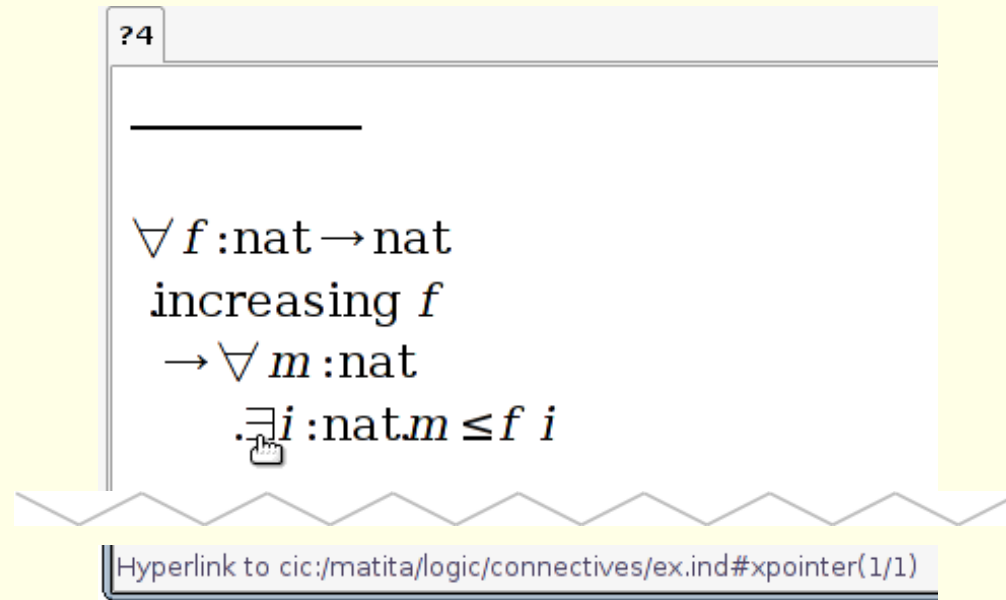 ?4
∀f:nat→nat
.increasing f
→∀m:nat
.∃i:nat.m≤f i
Hyperlink to cic:/matita/logic/connectives/ex.ind#xpointer(1/1)